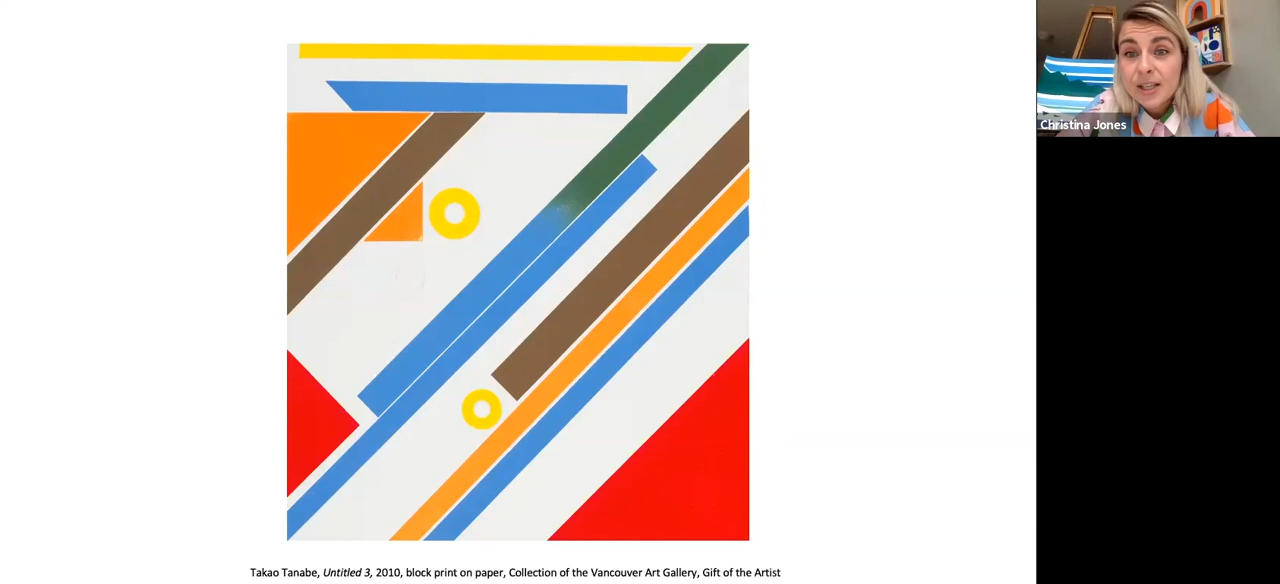 Christina Jones
Takao Tanabe, Untitled 3, 2010, block print on paper, Collection of the Vancouver Art Gallery, Gift of the Artist